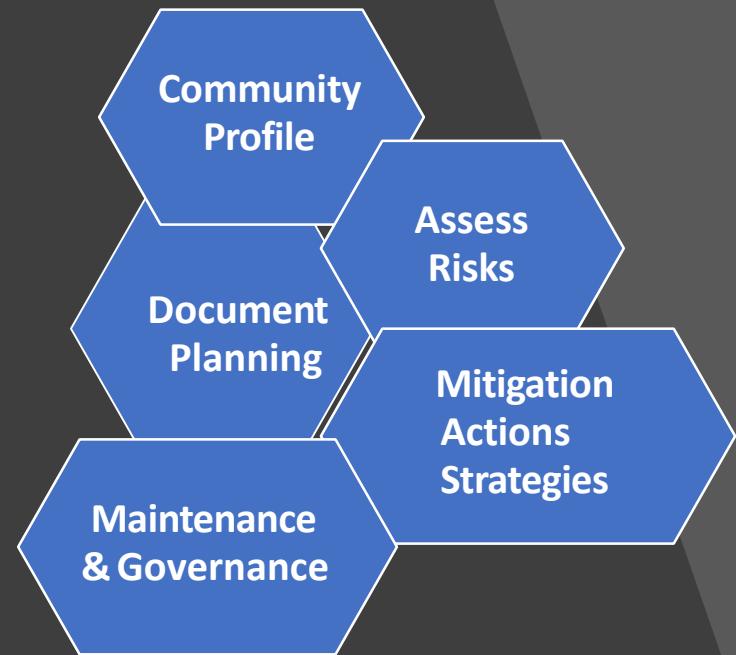 Community
Profile
Assess
Risks
Document
Planning
Mitigation
Actions
Strategies
Maintenance
& Governance